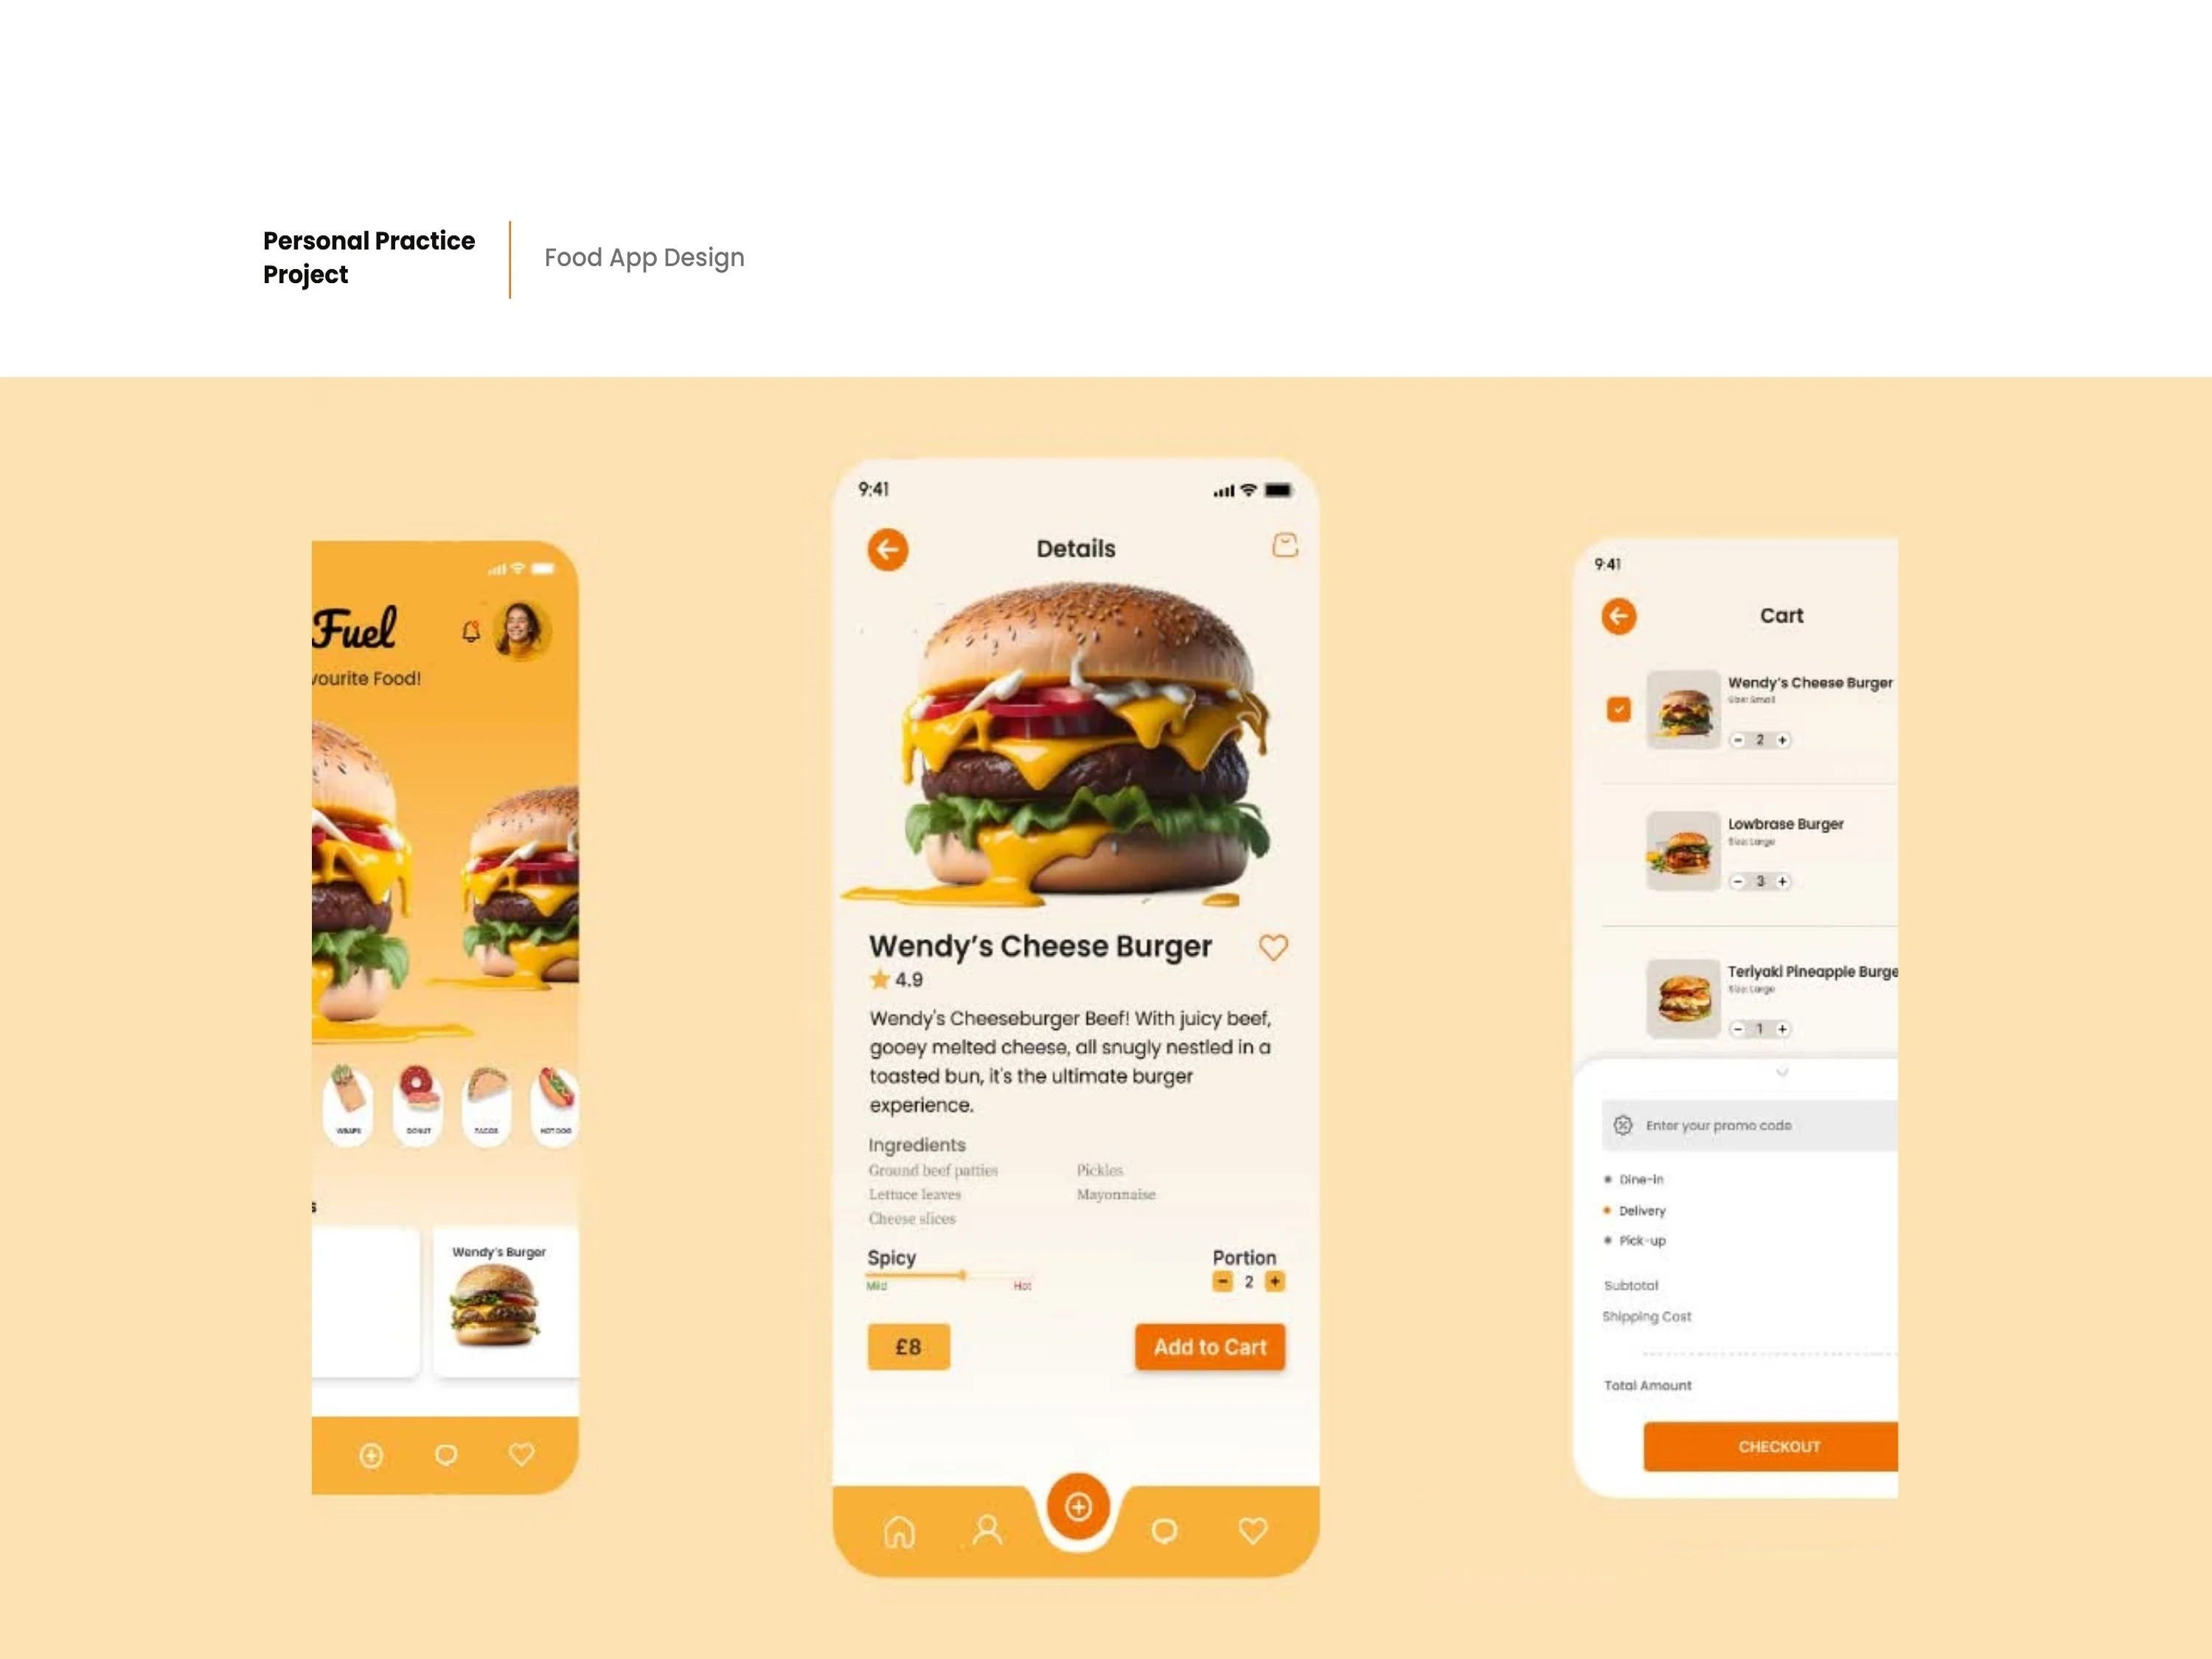 Personal Practice
Project
Food App Design
Fuel
vourite Food!
WRAPS
DONUT
TACOS
HOT DOG
s
Wendy's Burger
9:41
Details
Wendy's Cheese Burger
4.9
Wendy's Cheeseburger Beef! With juicy beef,
gooey melted cheese, all snugly nestled in a
toasted bun, it's the ultimate burger
experience.
Ingredients
Ground beef patties
Pickles
Lettuce leaves
Mayonnaise
Cheese slices
Spicy
Mild
Hot
Portion
− 2 +
£8
Add to Cart
9:41
Cart
Wendy's Cheese Burger
Size: Small
− 2 +
Lowbrase Burger
Size: Large
− 3 +
Teriyaki Pineapple Burge
Size: Large
− 1 +
Enter your promo code
Dine-in
Delivery
Pick-up
Subtotal
Shipping Cost
Total Amount
CHECKOUT